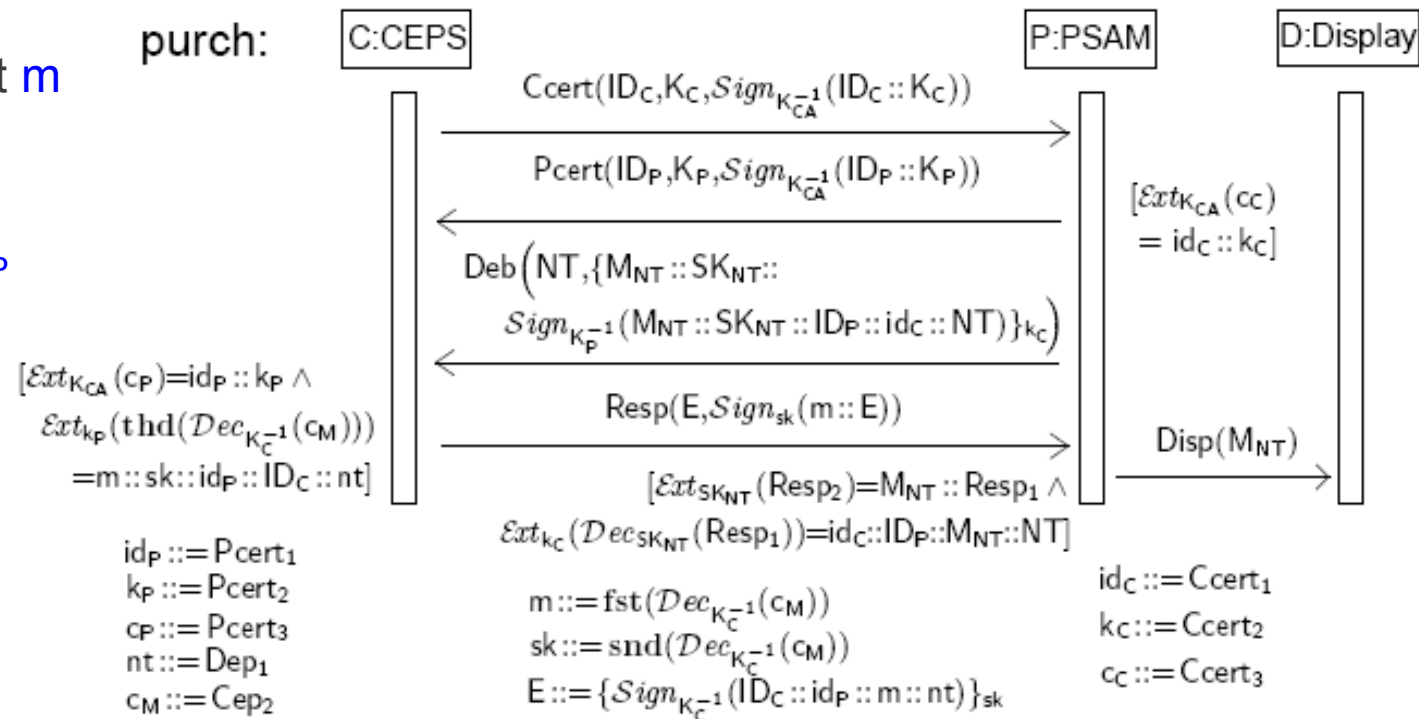 purch:
C:CEPS
P:PSAM
D:Display
t m
Ccert(ID_C,K_C,Sign_{K_CA^{-1}}(ID_C::K_C))
Pcert(ID_P,K_P,Sign_{K_CA^{-1}}(ID_P::K_P))
[Ext_{K_CA}(c_C)
= id_C::k_C]
Deb(NT,{M_NT::SK_NT::
Sign_{K_P^{-1}}(M_NT::SK_NT::ID_P::id_C::NT)}_{k_C})
[Ext_{K_CA}(c_P)=id_P::k_P ∧
Ext_{k_P}(thd(Dec_{K_C^{-1}}(c_M)))
=m::sk::id_P::ID_C::nt]
Resp(E,Sign_{sk}(m::E))
Disp(M_NT)
[Ext_{SK_NT}(Resp_2)=M_NT::Resp_1 ∧
Ext_{k_C}(Dec_{SK_NT}(Resp_1))=id_C::ID_P::M_NT::NT]
id_P::=Pcert_1
k_P::=Pcert_2
c_P::=Pcert_3
nt::=Dep_1
c_M::=Cep_2
m::=fst(Dec_{K_C^{-1}}(c_M))
sk::=snd(Dec_{K_C^{-1}}(c_M))
E::={Sign_{K_C^{-1}}(ID_C::id_P::m::nt)}_{sk}
id_C::=Ccert_1
k_C::=Ccert_2
c_C::=Ccert_3